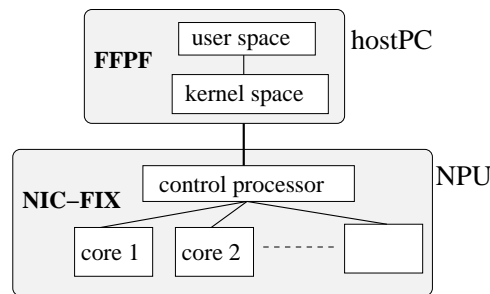 user space
hostPC
FFPF
kernel space
control processor
NPU
NIC–FIX
core 1
core 2